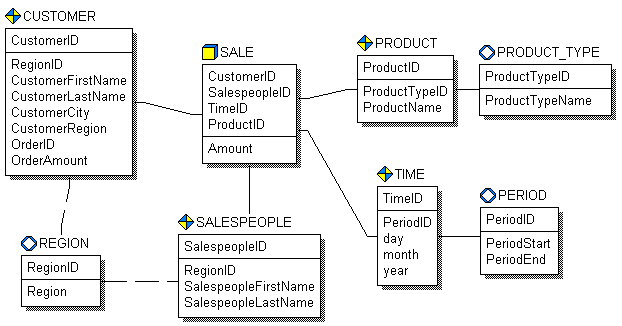 CUSTOMER
CustomerID
RegionID
CustomerFirstName
CustomerLastName
CustomerCity
CustomerRegion
OrderID
OrderAmount
SALE
CustomerID
SalespeopleID
TimeID
ProductID
Amount
PRODUCT
ProductID
ProductTypeID
ProductName
PRODUCT_TYPE
ProductTypeID
ProductTypeName
TIME
TimeID
PeriodID
day
month
year
PERIOD
PeriodID
PeriodStart
PeriodEnd
REGION
RegionID
Region
SALESPEOPLE
SalespeopleID
RegionID
SalespeopleFirstName
SalespeopleLastName